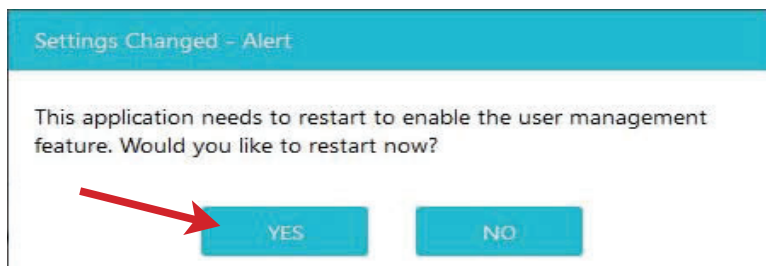 Settings Changed - Alert
This application needs to restart to enable the user management
feature. Would you like to restart now?
YES
NO